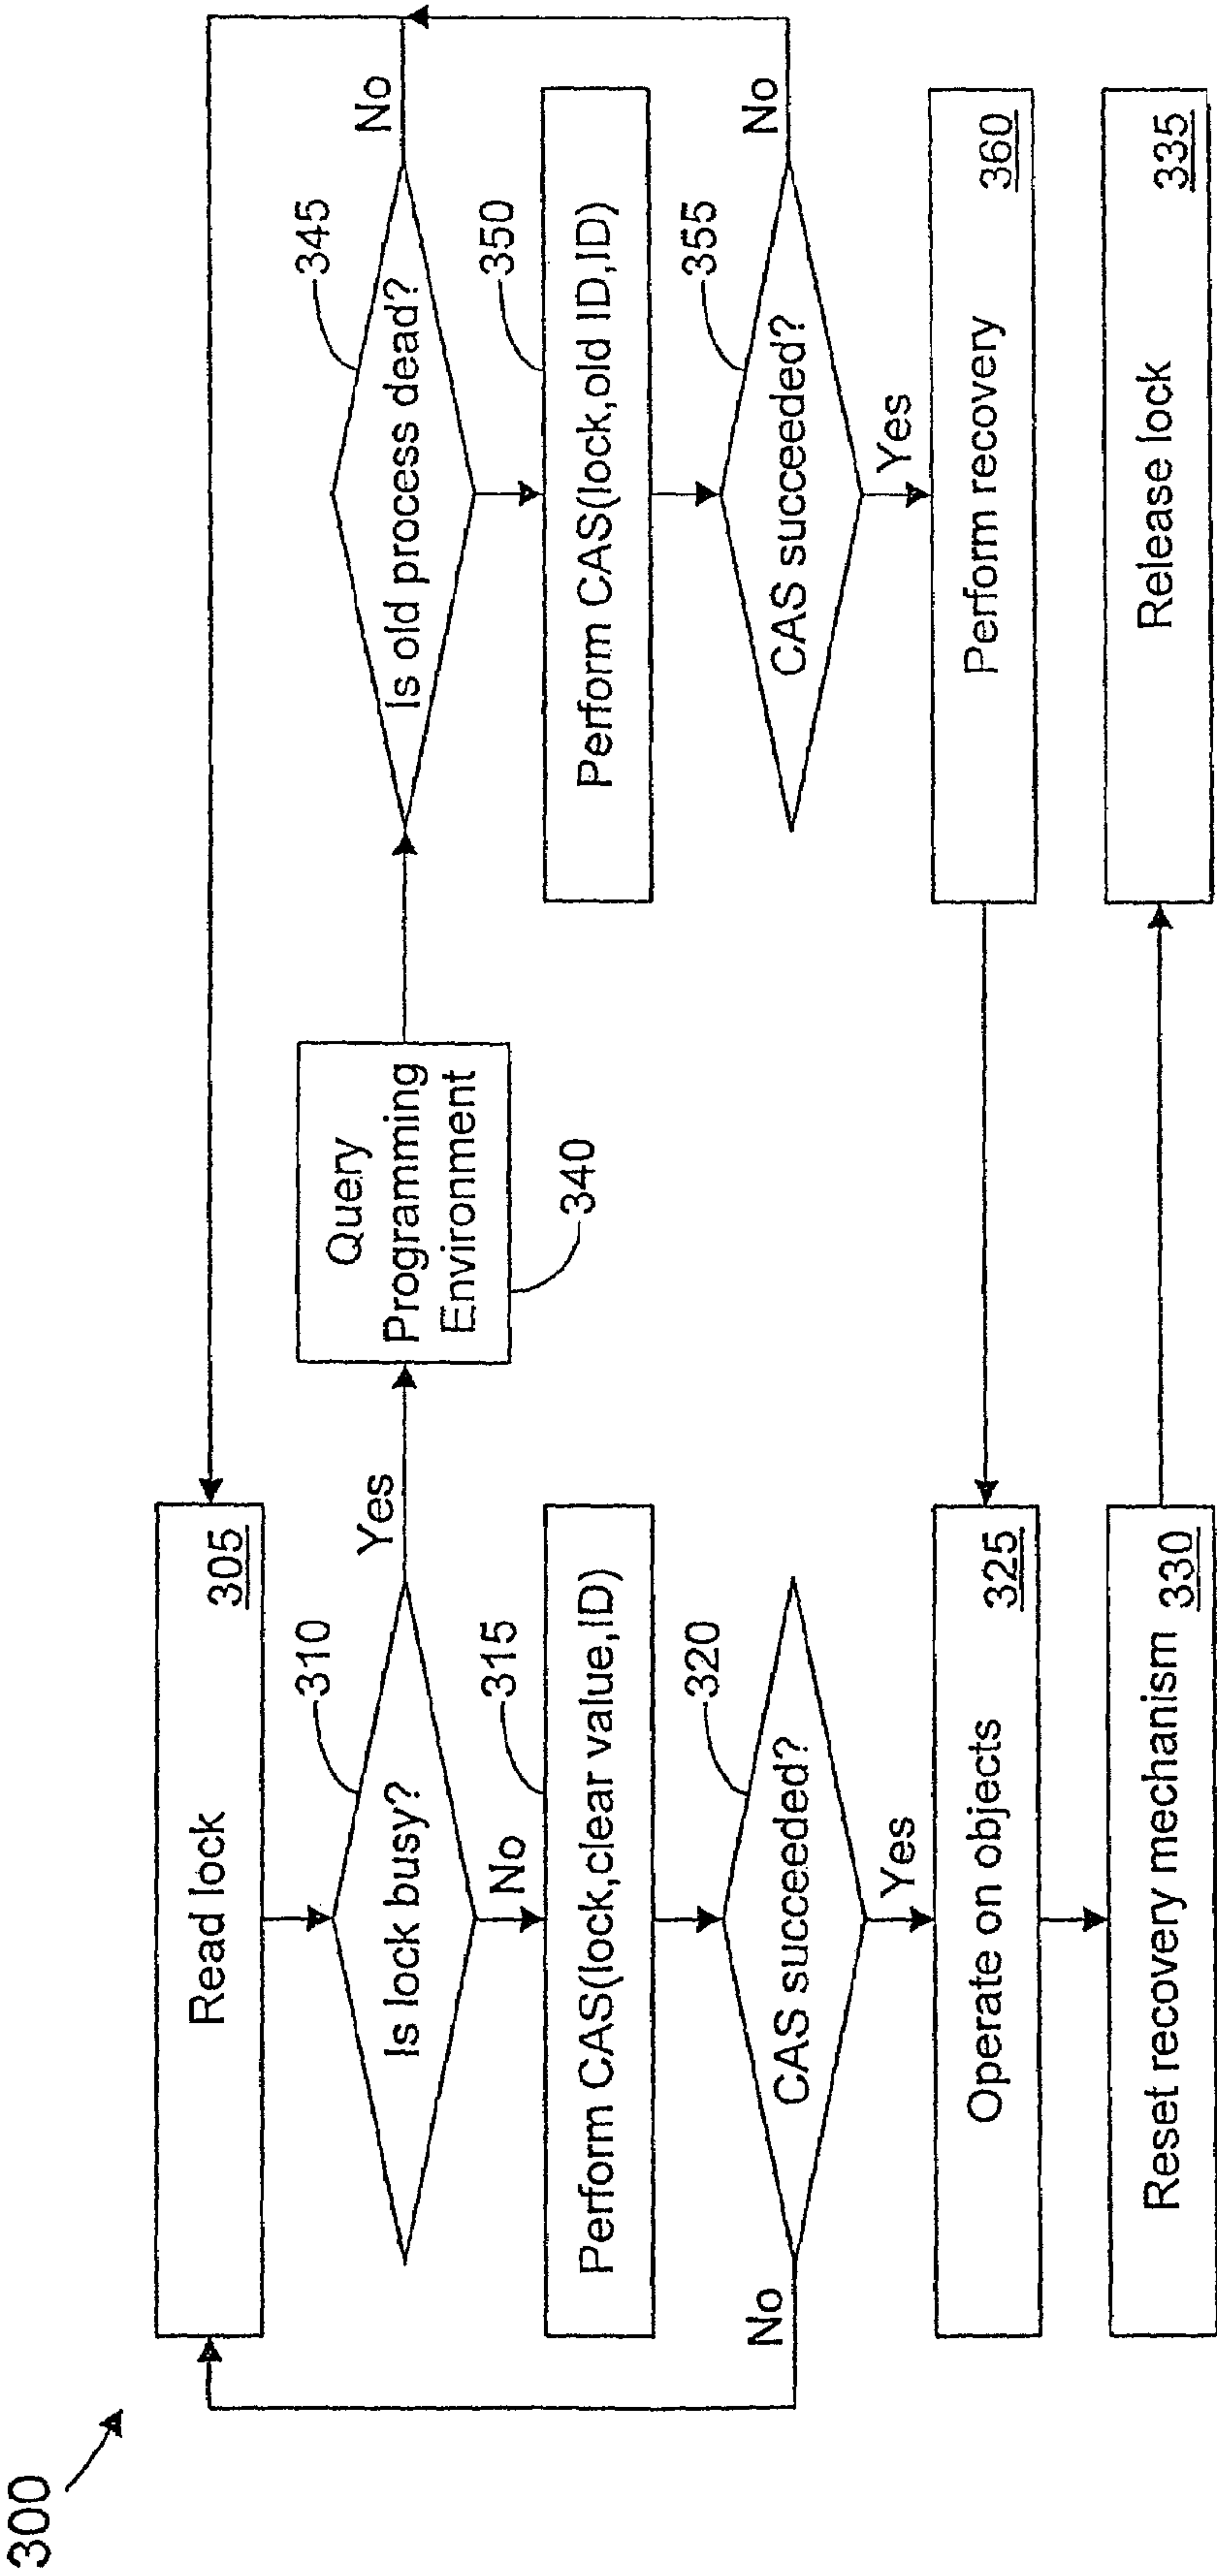 300
Read lock
305
310
Is lock busy?
Yes
No
315
Perform CAS(lock,clear value,ID)
320
CAS succeeded?
No
Yes
Operate on objects
325
Reset recovery mechanism 330
Query
Programming
Environment
340
345
Is old process dead?
No
350
Perform CAS(lock,old ID,ID)
355
CAS succeeded?
No
Yes
Perform recovery
360
Release lock
335